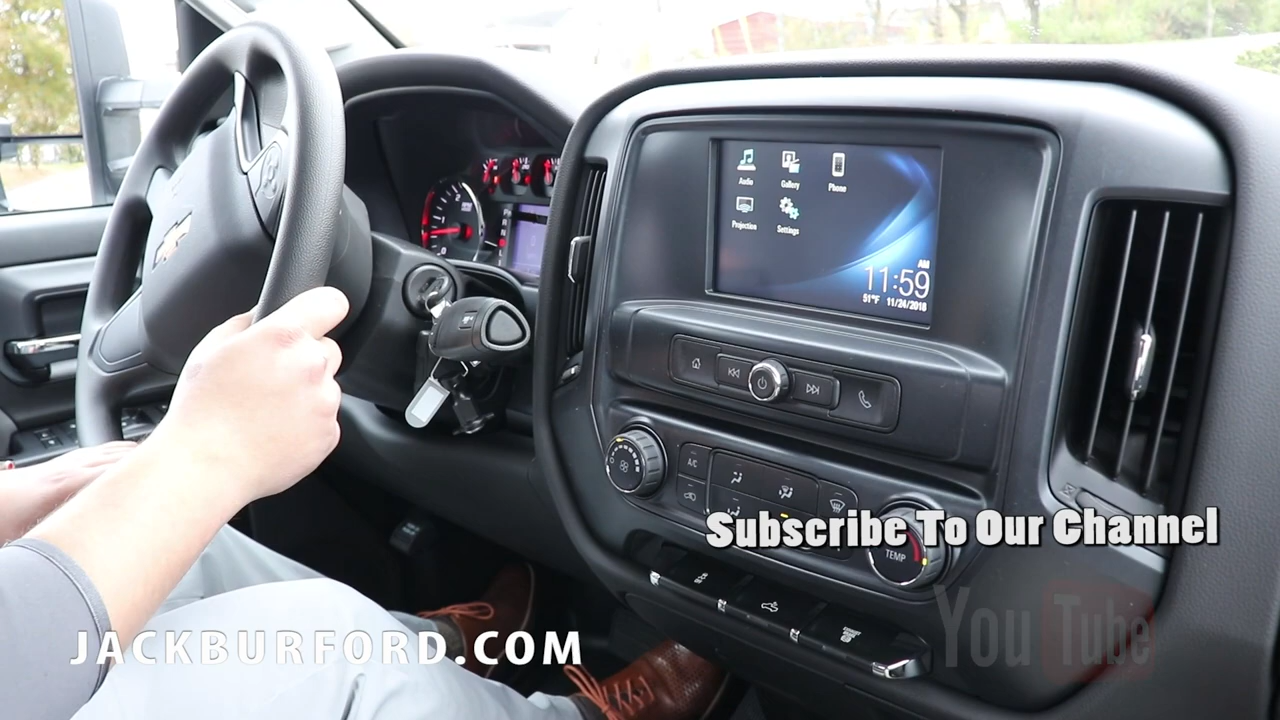 Audio
Gallery
Phone
Projection
Settings
AM
11:59
51°F 11/24/2018
A/C
Subscribe To Our Channel
TEMP
YouTube
JACKBURFORD.COM